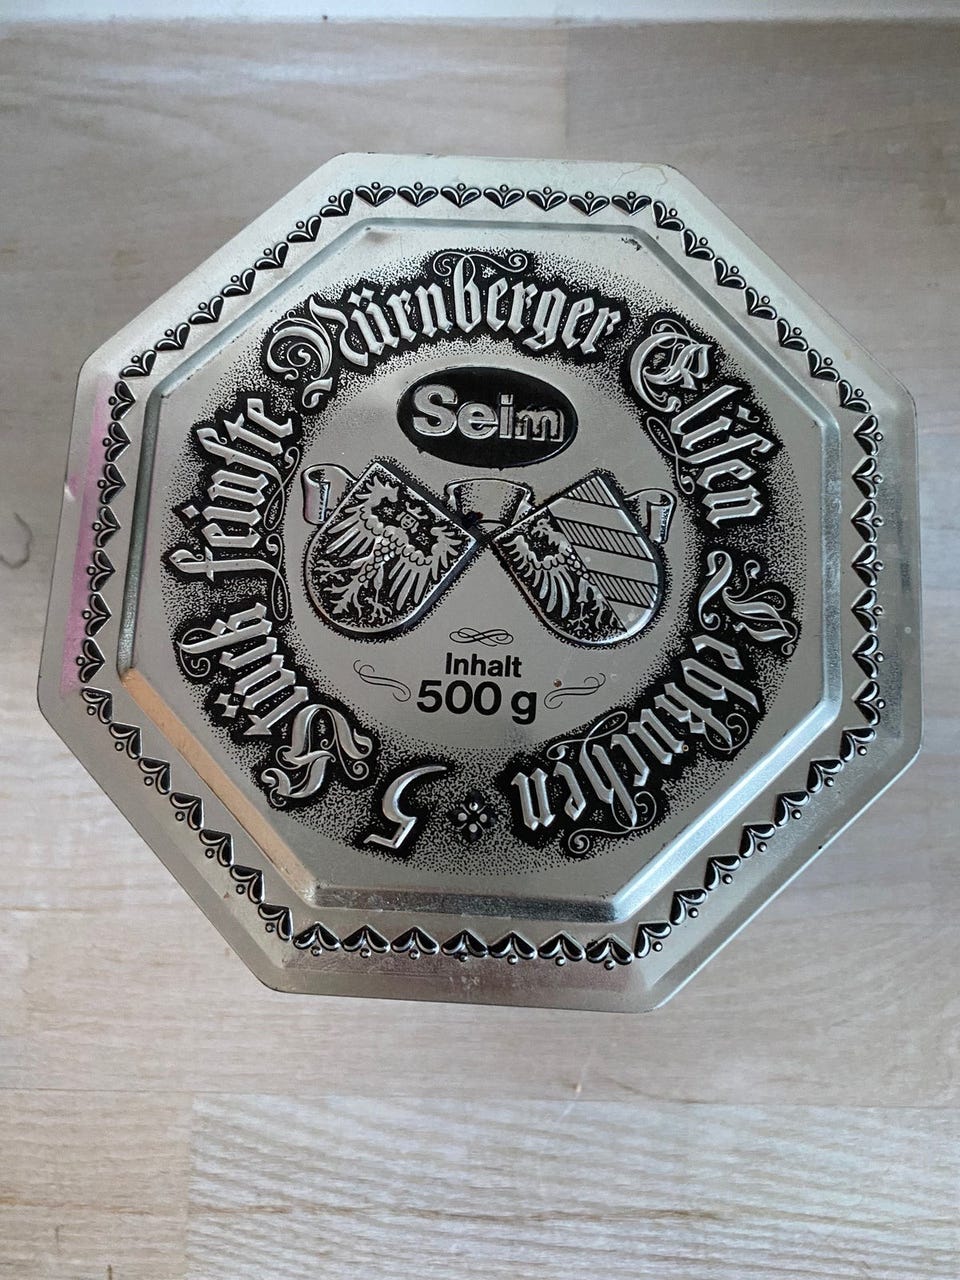 5 Stück feinste Nürnberger Elisen Lebkuchen
Seim
Inhalt
500 g